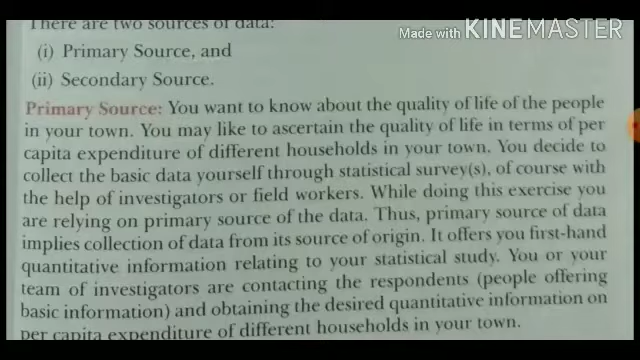 There are two sources of data:
Made with KINEMASTER
(i) Primary Source, and
(ii) Secondary Source.
Primary Source: You want to know about the quality of life of the people
in your town. You may like to ascertain the quality of life in terms of per
capita expenditure of different households in your town. You decide to
collect the basic data yourself through statistical survey(s), of course with
the help of investigators or field workers. While doing this exercise you
are relying on primary source of the data. Thus, primary source of data
implies collection of data from its source of origin. It offers you first-hand
quantitative information relating to your statistical study. You or your
team of investigators are contacting the respondents (people offering
basic information) and obtaining the desired quantitative information on
per capita expenditure of different households in your town.